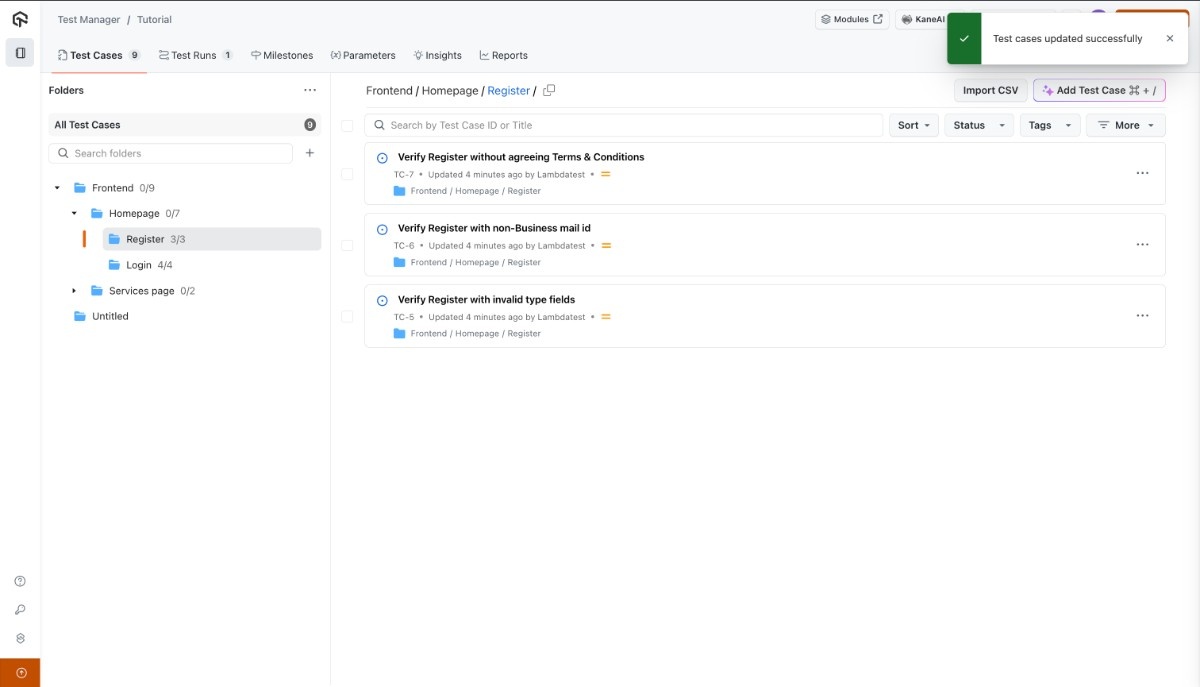 Test Manager / Tutorial
Modules
KaneAI
Test cases updated successfully
Test Cases 9
Test Runs 1
Milestones
Parameters
Insights
Reports
Folders
Frontend / Homepage / Register /
Import CSV
Add Test Case ⌘ + /
All Test Cases 9
Search by Test Case ID or Title
Sort
Status
Tags
More
Search folders
Frontend 0/9
Homepage 0/7
Register 3/3
Login 4/4
Services page 0/2
Untitled
Verify Register without agreeing Terms & Conditions
TC-7 • Updated 4 minutes ago by Lambdatest •
Frontend / Homepage / Register
Verify Register with non-Business mail id
TC-6 • Updated 4 minutes ago by Lambdatest •
Frontend / Homepage / Register
Verify Register with invalid type fields
TC-5 • Updated 4 minutes ago by Lambdatest •
Frontend / Homepage / Register